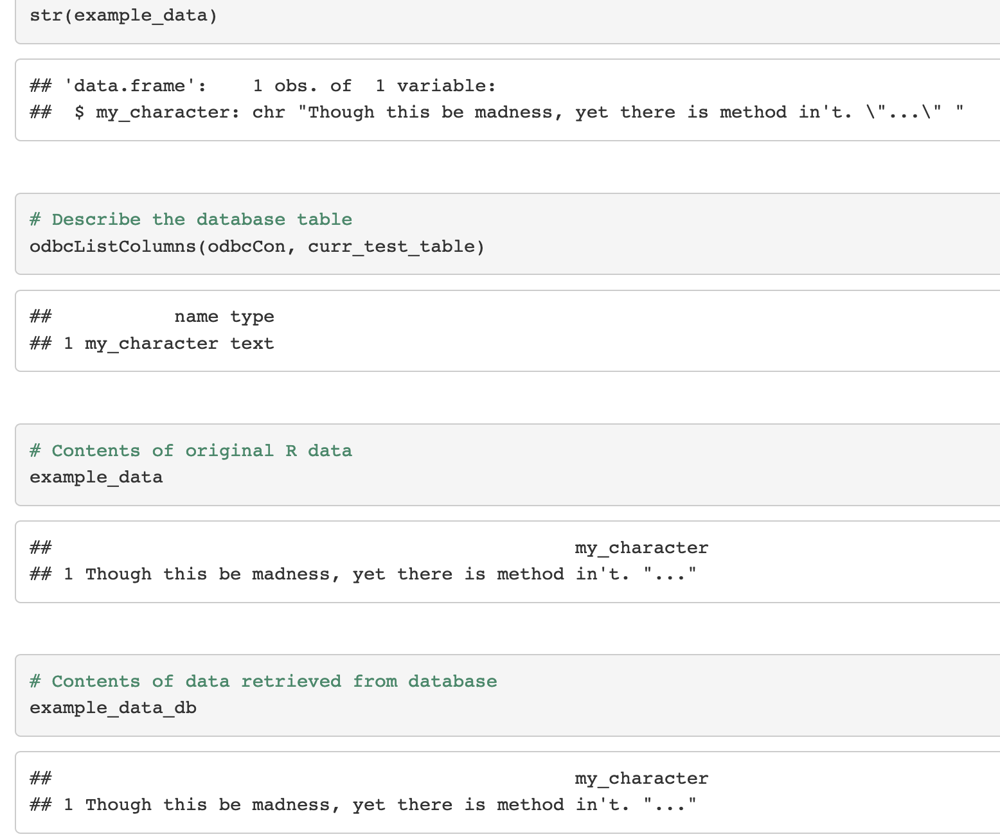 str(example_data)
## 'data.frame':    1 obs. of  1 variable:
##  $ my_character: chr "Though this be madness, yet there is method in't. \"...\" "
# Describe the database table
odbcListColumns(odbcCon, curr_test_table)
##           name type
## 1 my_character text
# Contents of original R data
example_data
##                                               my_character
## 1 Though this be madness, yet there is method in't. "..." 
# Contents of data retrieved from database
example_data_db
##                                               my_character
## 1 Though this be madness, yet there is method in't. "..."